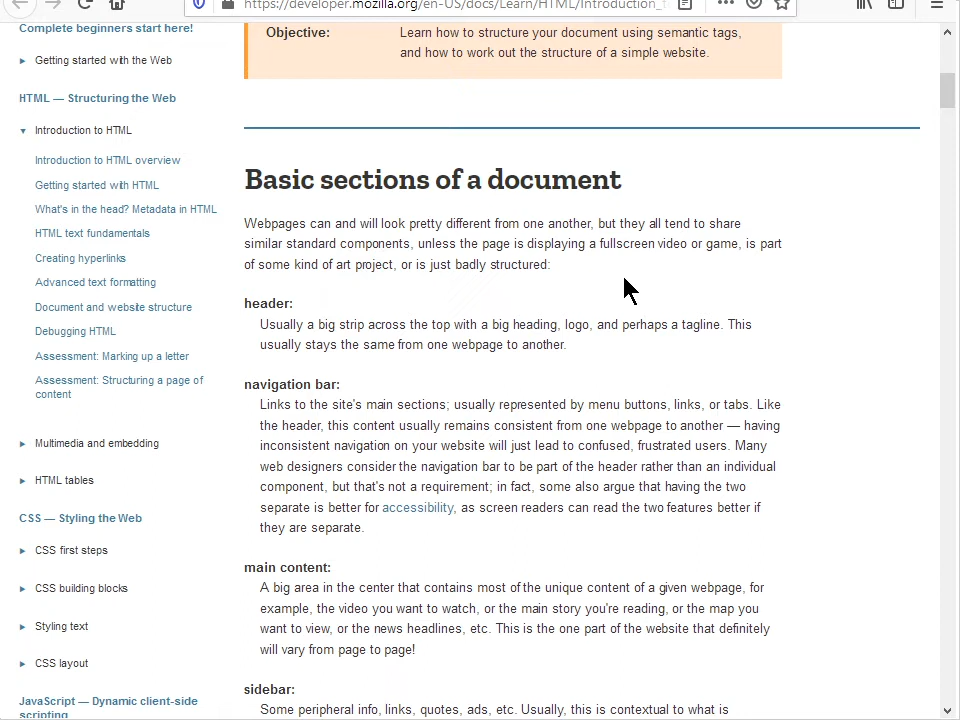 https://developer.mozilla.org/en-US/docs/Learn/HTML/Introduction_t
Complete beginners start here!
Getting started with the Web
HTML — Structuring the Web
Introduction to HTML
Introduction to HTML overview
Getting started with HTML
What's in the head? Metadata in HTML
HTML text fundamentals
Creating hyperlinks
Advanced text formatting
Document and website structure
Debugging HTML
Assessment: Marking up a letter
Assessment: Structuring a page of
content
Multimedia and embedding
HTML tables
CSS — Styling the Web
CSS first steps
CSS building blocks
Styling text
CSS layout
JavaScript — Dynamic client-side
scripting
Objective:
Learn how to structure your document using semantic tags,
and how to work out the structure of a simple website.
Basic sections of a document
Webpages can and will look pretty different from one another, but they all tend to share
similar standard components, unless the page is displaying a fullscreen video or game, is part
of some kind of art project, or is just badly structured:
header:
Usually a big strip across the top with a big heading, logo, and perhaps a tagline. This
usually stays the same from one webpage to another.
navigation bar:
Links to the site's main sections; usually represented by menu buttons, links, or tabs. Like
the header, this content usually remains consistent from one webpage to another — having
inconsistent navigation on your website will just lead to confused, frustrated users. Many
web designers consider the navigation bar to be part of the header rather than an individual
component, but that's not a requirement; in fact, some also argue that having the two
separate is better for accessibility, as screen readers can read the two features better if
they are separate.
main content:
A big area in the center that contains most of the unique content of a given webpage, for
example, the video you want to watch, or the main story you're reading, or the map you
want to view, or the news headlines, etc. This is the one part of the website that definitely
will vary from page to page!
sidebar:
Some peripheral info, links, quotes, ads, etc. Usually, this is contextual to what is